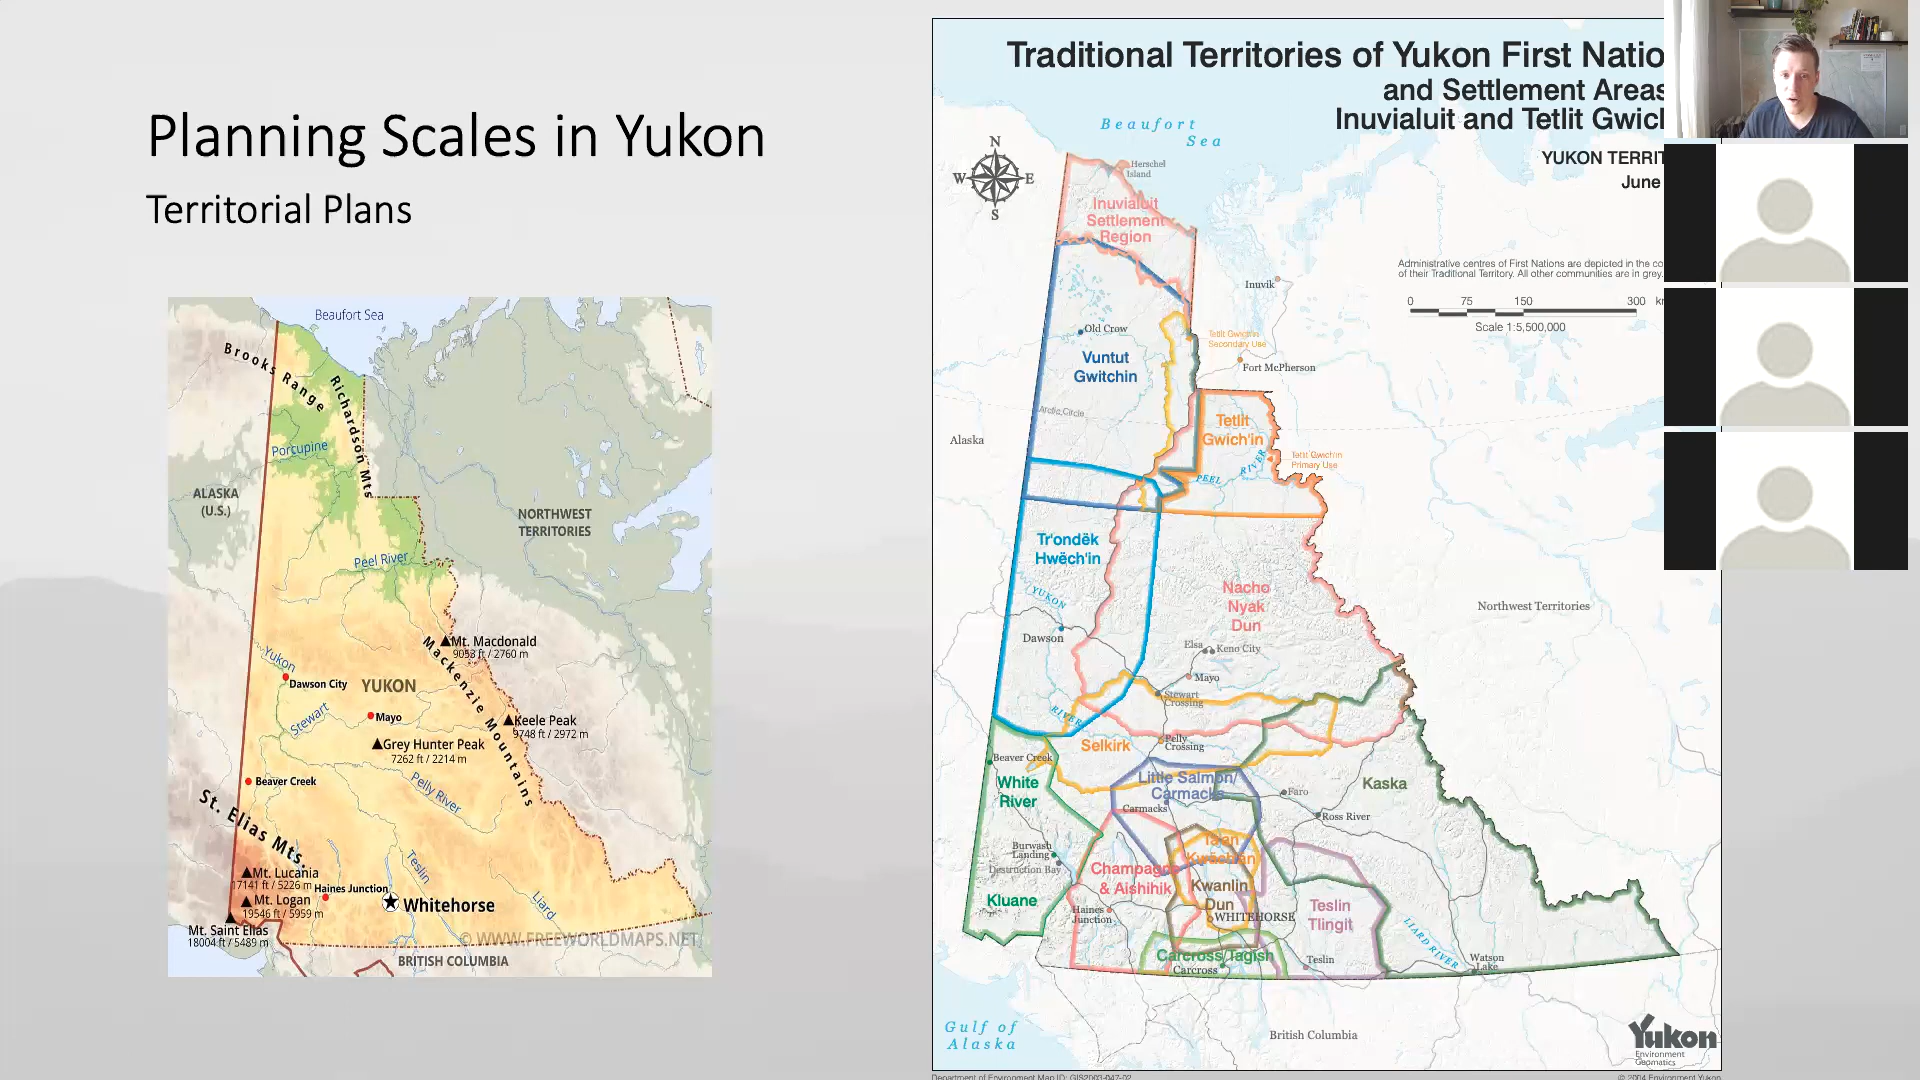 Planning Scales in Yukon
Territorial Plans
Beaufort Sea
Brooks Range
Richardson Mts
Porcupine
ALASKA
(U.S.)
NORTHWEST
TERRITORIES
Peel River
Mt. Macdonald
9053 ft / 2760 m
Mackenzie Mountains
Yukon
Dawson City
YUKON
Stewart
Mayo
Keele Peak
9748 ft / 2972 m
Grey Hunter Peak
7262 ft / 2214 m
Beaver Creek
Pelly River
St. Elias Mts.
Mt. Lucania
17141 ft / 5226 m
Haines Junction
Teslin
Mt. Logan
19546 ft / 5959 m
Whitehorse
Liard
Mt. Saint Elias
18004 ft / 5489 m
© WWW.FREEWORLDMAPS.NET
BRITISH COLUMBIA
Traditional Territories of Yukon First Natio
and Settlement Areas
Inuvialuit and Tetlit Gwich
YUKON TERRIT
June
Beaufort
Sea
N
W E
S
Herschel
Island
Inuvialuit
Settlement
Region
Administrative centres of First Nations are depicted in the co
of their Traditional Territory. All other communities are in grey.
0 75 150 300 km
Scale 1:5,500,000
Inuvik
Old Crow
Tetlit Gwich'in
Secondary Use
Vuntut
Gwitchin
Fort McPherson
Arctic Circle
Alaska
Tetlit
Gwich'in
Tetlit Gwich'in
Primary Use
PEEL RIVER
Tr'ondëk
Hwëch'in
YUKON
Nacho
Nyak
Dun
Northwest Territories
Dawson
Elsa
Keno City
Mayo
Stewart
Crossing
RIVER
Selkirk
Pelly
Crossing
Beaver Creek
White
River
Little Salmon/
Carmacks
Carmacks
Kaska
Faro
Ross River
Burwash
Landing
Destruction Bay
Ta'an
Kwach'an
Champagne
& Aishihik
Kwanlin
Dun
Kluane
Haines
Junction
WHITEHORSE
Teslin
Tlingit
LIARD RIVER
Carcross/Tagish
Carcross
Teslin
Watson
Lake
Gulf of
Alaska
British Columbia
Yukon
Environment
Geomatics
Department of Environment Map ID: GIS2003-047-02
© 2004 Environment Yukon